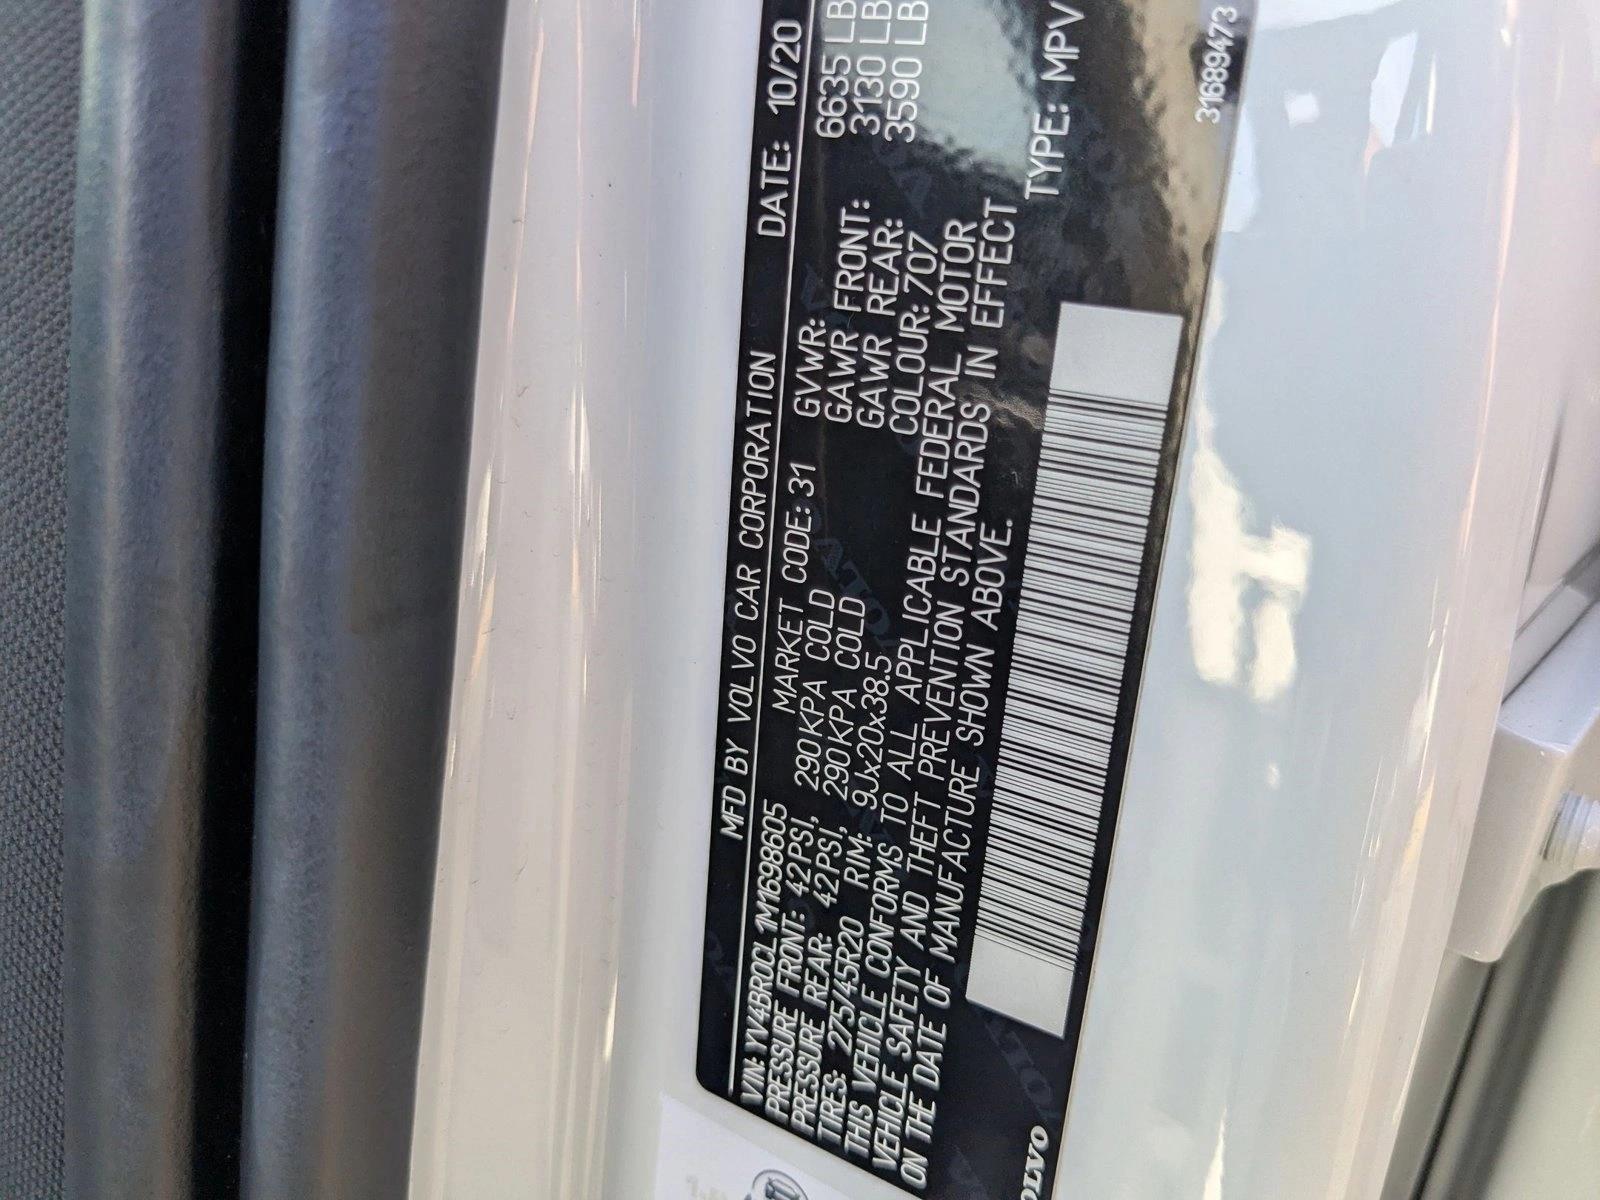 MFD BY VOLVO CAR CORPORATION DATE: 10/20
VIN: YV4BR0CL1M1698605 MARKET CODE: 31 GVWR: 6635 LB
PRESSURE FRONT: 42PSI, 290KPA COLD GAWR FRONT: 3130 LB
PRESSURE REAR: 42PSI, 290KPA COLD GAWR REAR: 3590 LB
TIRES: 275/45R20 RIM: 9Jx20x38.5 COLOUR: 707
THIS VEHICLE CONFORMS TO ALL APPLICABLE FEDERAL MOTOR
VEHICLE SAFETY AND THEFT PREVENTION STANDARDS IN EFFECT
ON THE DATE OF MANUFACTURE SHOWN ABOVE. TYPE: MPV
OLVO
31689473